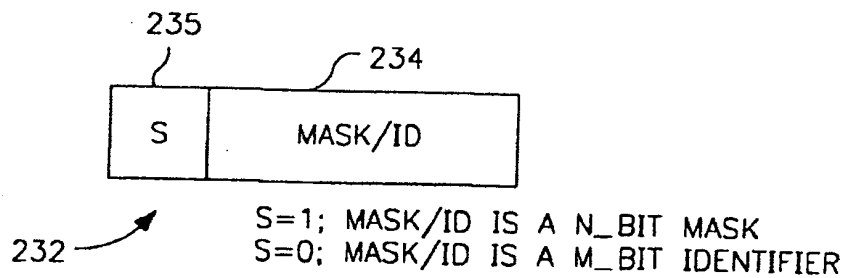 235
234
S
MASK/ID
S=1; MASK/ID IS A N_BIT MASK
S=0; MASK/ID IS A M_BIT IDENTIFIER
232